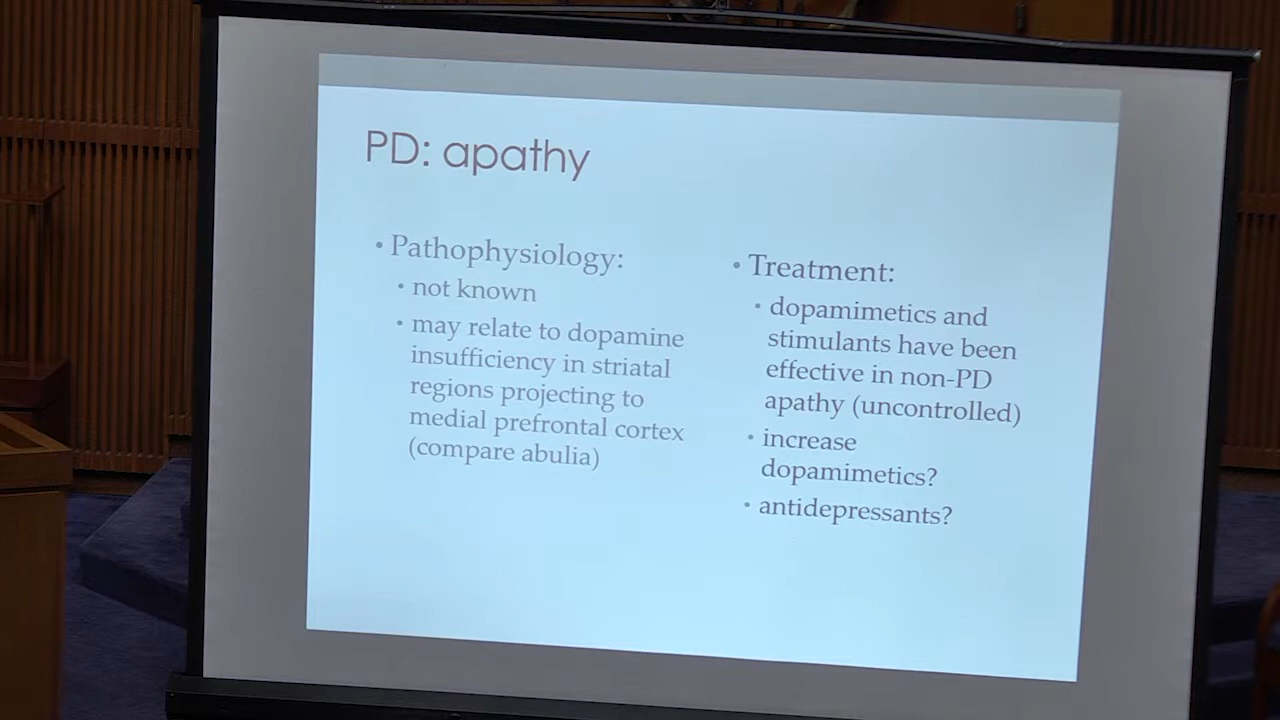 PD: apathy
• Pathophysiology:
• not known
• may relate to dopamine
insufficiency in striatal
regions projecting to
medial prefrontal cortex
(compare abulia)
• Treatment:
• dopamimetics and
stimulants have been
effective in non-PD
apathy (uncontrolled)
• increase
dopamimetics?
• antidepressants?